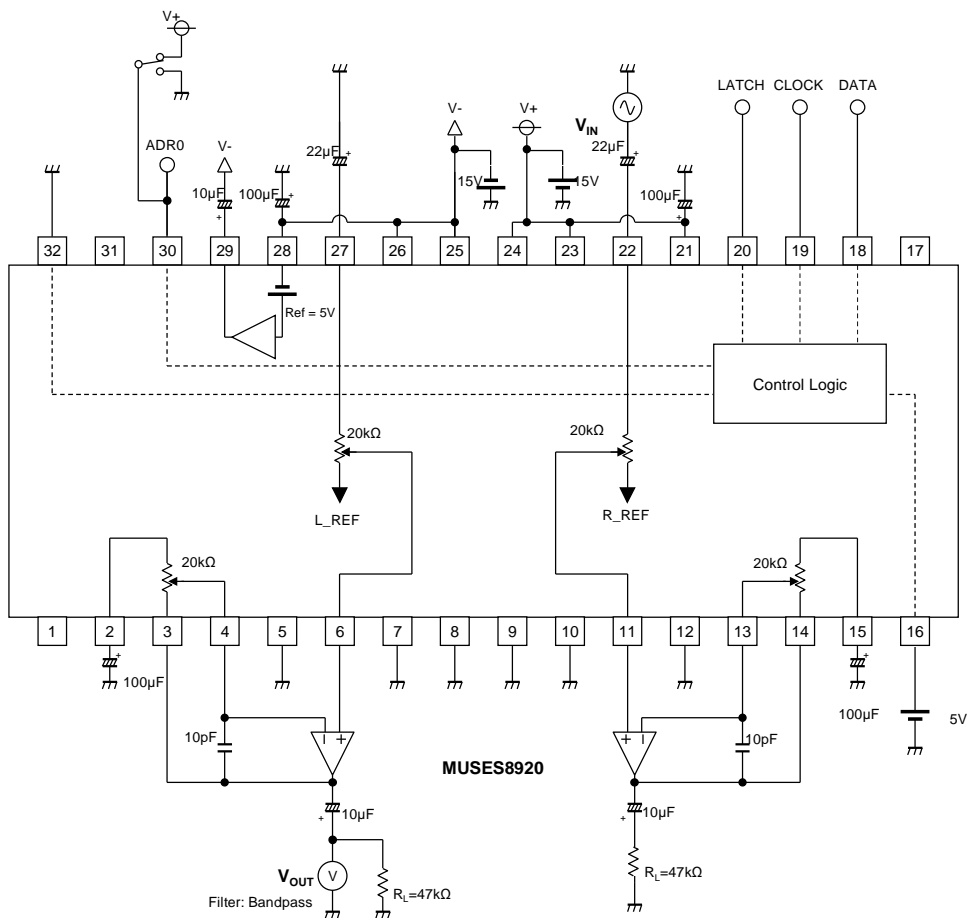 V+
ADR0
V-
10µF
+
100µF
+
22µF
+
V-
15V
V+
15V
V_IN
22µF
+
100µF
+
LATCH
CLOCK
DATA
32
31
30
29
28
27
26
25
24
23
22
21
20
19
18
17
Ref = 5V
Control Logic
20kΩ
L_REF
20kΩ
R_REF
20kΩ
20kΩ
1
2
3
4
5
6
7
8
9
10
11
12
13
14
15
16
+
100µF
+
100µF
5V
10pF
− +
+ −
10pF
MUSES8920
10µF
+
10µF
+
V_OUT
V
R_L=47kΩ
Filter: Bandpass
R_L=47kΩ